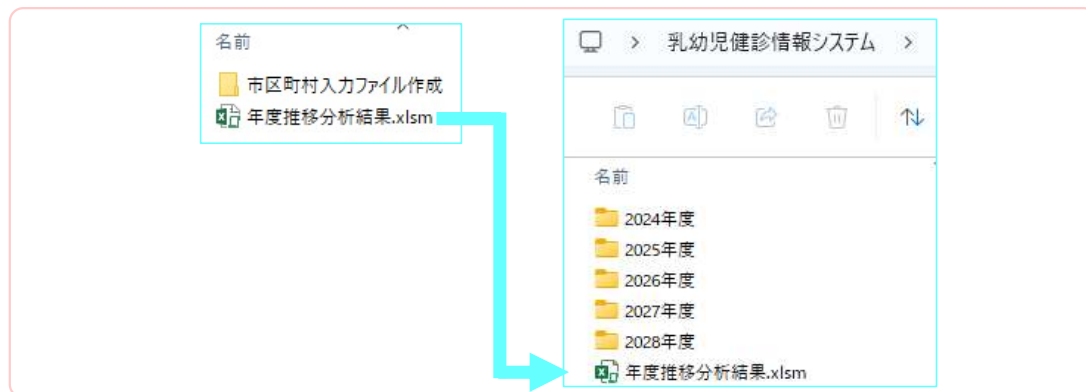 名前
市区町村入力ファイル作成
年度推移分析結果.xlsm
乳幼児健診情報システム
名前
2024年度
2025年度
2026年度
2027年度
2028年度
年度推移分析結果.xlsm